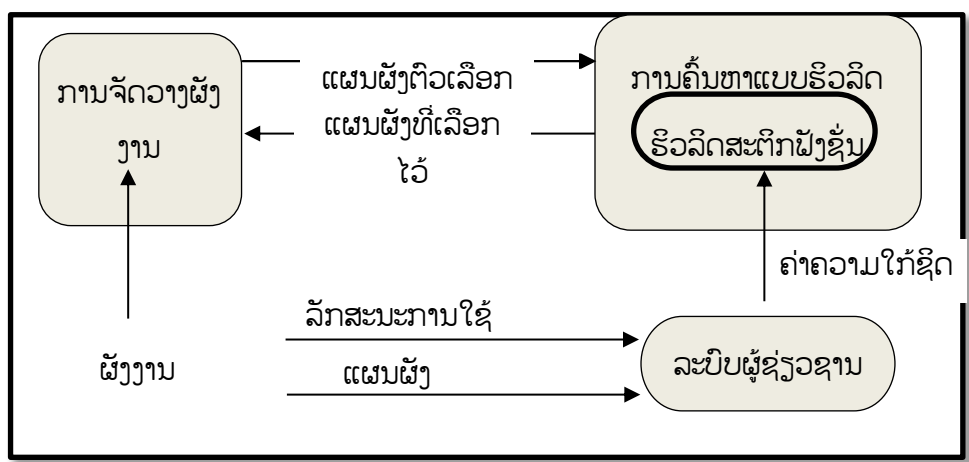 ການຈັດວາງຜັງ
ງານ
ແຜນຜັງຕົວເລືອກ
ແຜນຜັງທີ່ເລືອກ
ໄວ້
ການຄົ້ນຫາແບບຮິວລິດ
ຮິວລິດສະຕິກຟັງຊັ່ນ
ຄ່າຄວາມໃກ້ຊິດ
ລັກສະນະການໃຊ້
ຜັງງານ
ແຜນຜັງ
ລະບົບຜູ້ຊ່ຽວຊານ